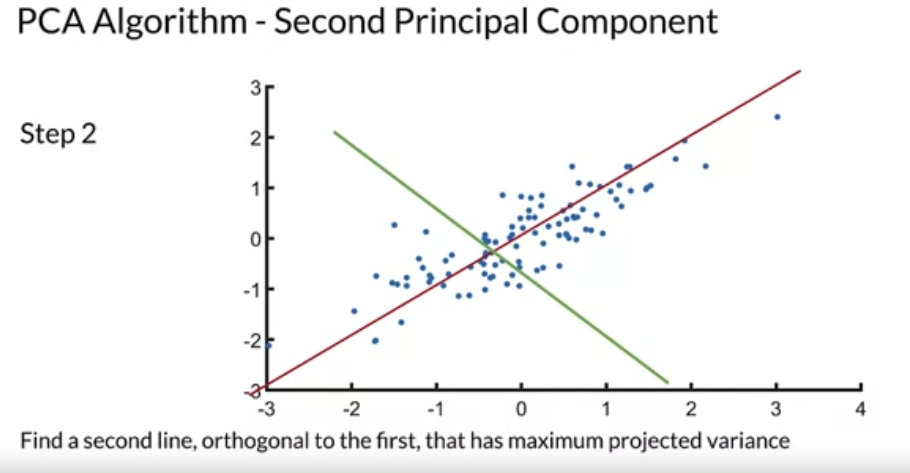 PCA Algorithm - Second Principal Component
Step 2
3
2
1
0
-1
-2
-3
-3 -2 -1 0 1 2 3 4
Find a second line, orthogonal to the first, that has maximum projected variance